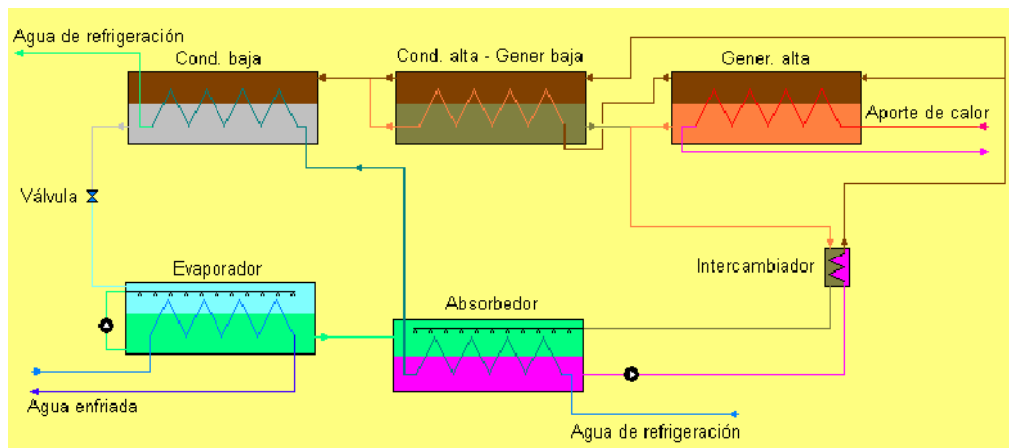 Agua de refrigeración
Cond. baja
Cond. alta - Gener baja
Gener. alta
Aporte de calor
Válvula
Evaporador
Intercambiador
Absorbedor
Agua enfriada
Agua de refrigeración